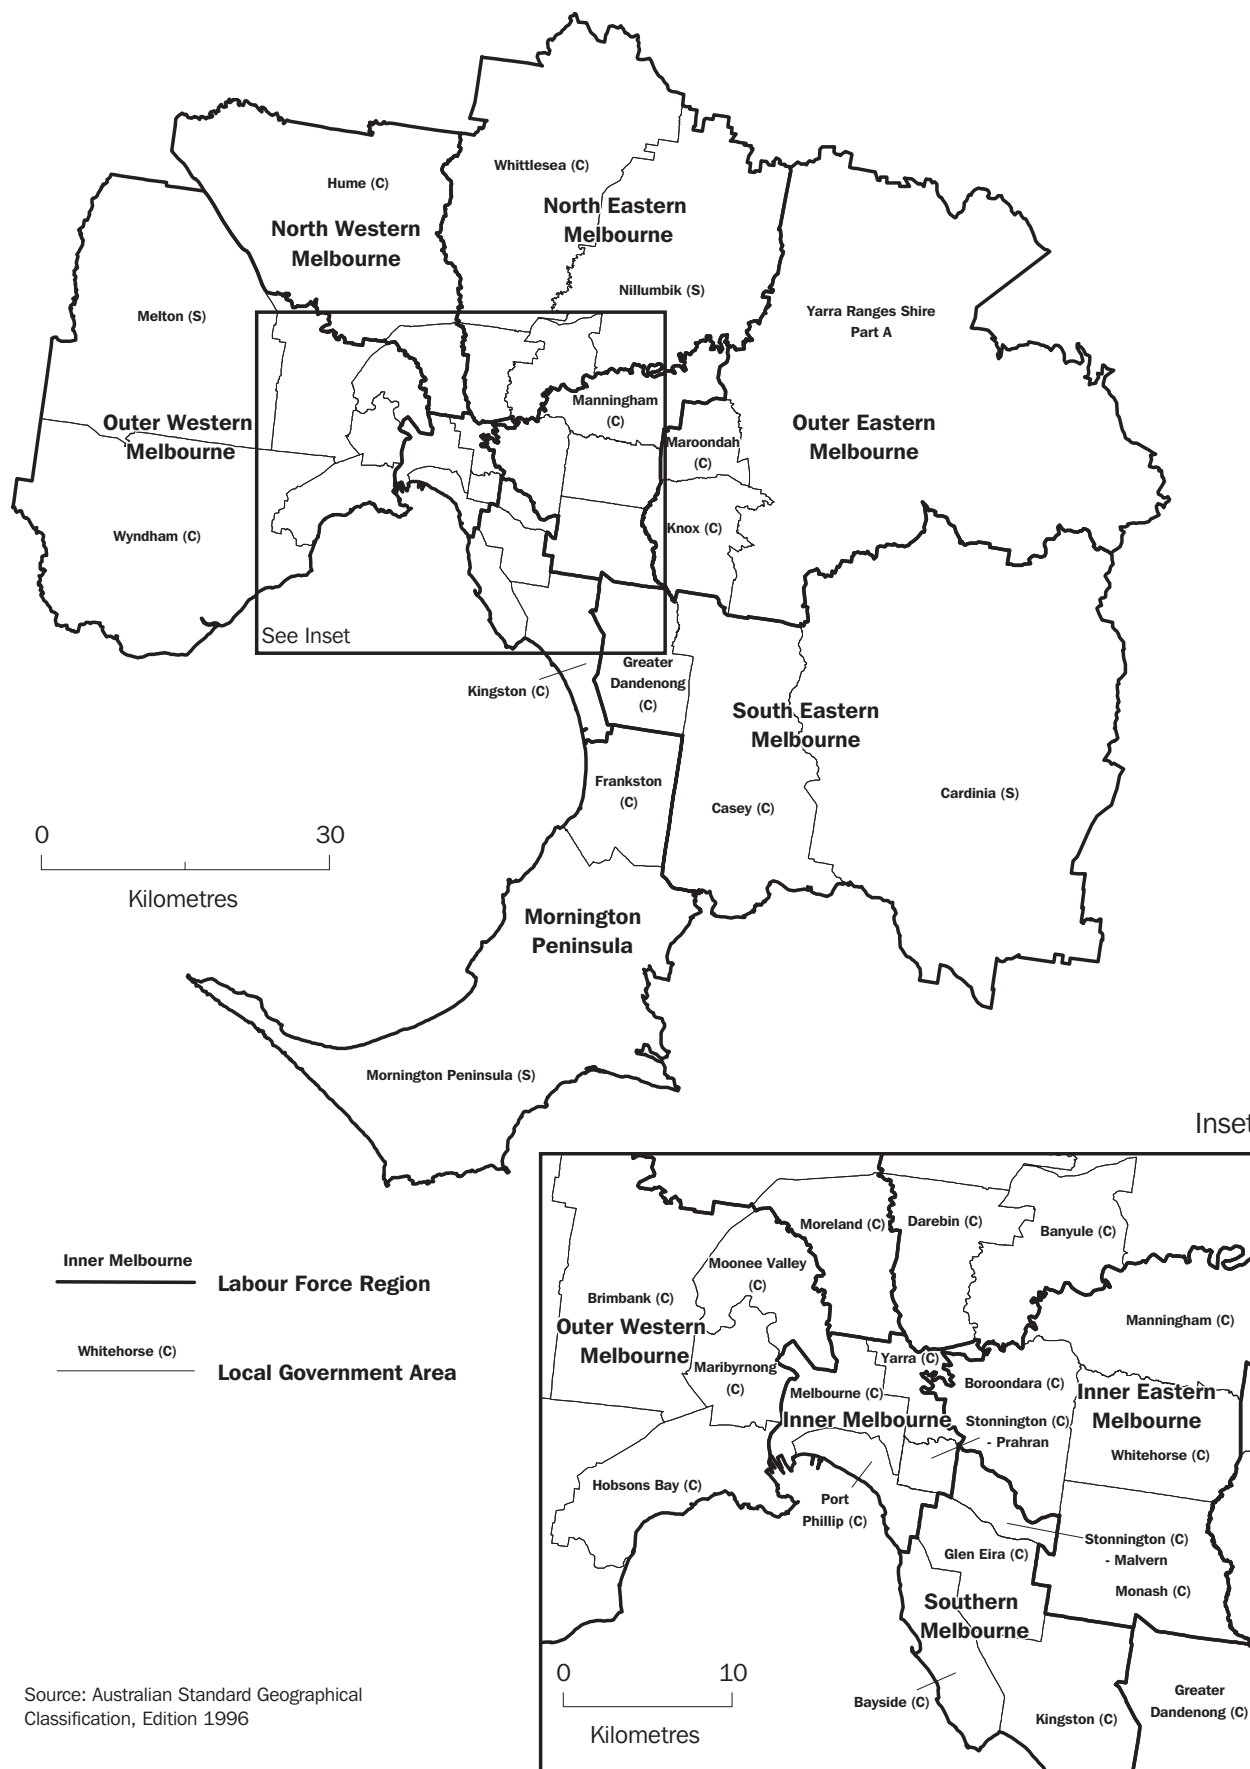 Whittlesea (C)
Hume (C)
North Eastern
Melbourne
North Western
Melbourne
Nillumbik (S)
Melton (S)
Yarra Ranges Shire
Part A
Manningham
(C)
Outer Western
Melbourne
Outer Eastern
Melbourne
Maroondah
(C)
Knox (C)
Wyndham (C)
See Inset
Greater
Dandenong
(C)
Kingston (C)
South Eastern
Melbourne
Frankston
(C)
Casey (C)
Cardinia (S)
0 30
Kilometres
Mornington
Peninsula
Mornington Peninsula (S)
Inset
Moreland (C)
Darebin (C)
Banyule (C)
Moonee Valley
(C)
Brimbank (C)
Manningham (C)
Outer Western
Melbourne
Yarra (C)
Maribyrnong
(C)
Melbourne (C)
Boroondara (C)
Inner Eastern
Melbourne
Inner Melbourne
Stonnington (C)
- Prahran
Whitehorse (C)
Hobsons Bay (C)
Port
Phillip (C)
Stonnington (C)
- Malvern
Glen Eira (C)
Monash (C)
Southern
Melbourne
Bayside (C)
Kingston (C)
Greater
Dandenong (C)
0 10
Kilometres
Inner Melbourne
Labour Force Region
Whitehorse (C)
Local Government Area
Source: Australian Standard Geographical
Classification, Edition 1996